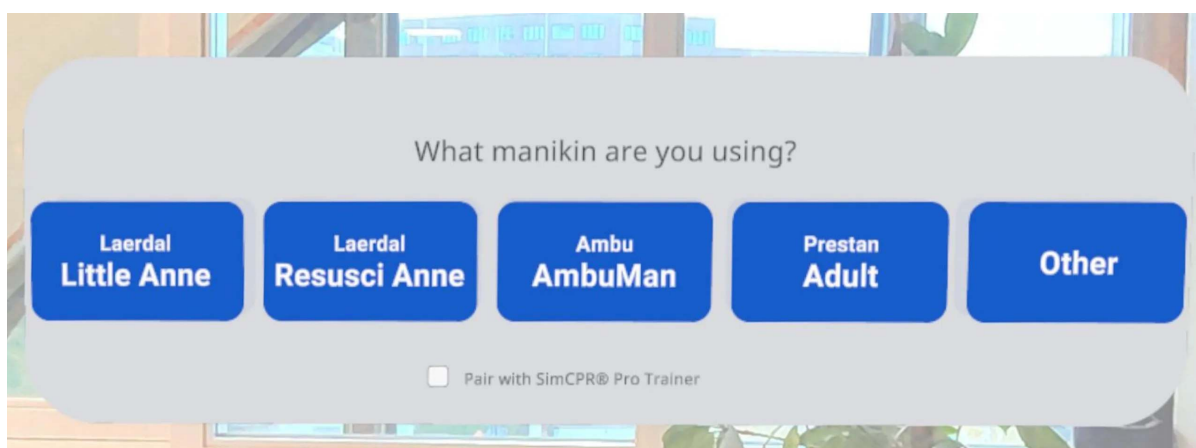 What manikin are you using?
Laerdal
Little Anne
Laerdal
Resusci Anne
Ambu
AmbuMan
Prestan
Adult
Other
Pair with SimCPR® Pro Trainer